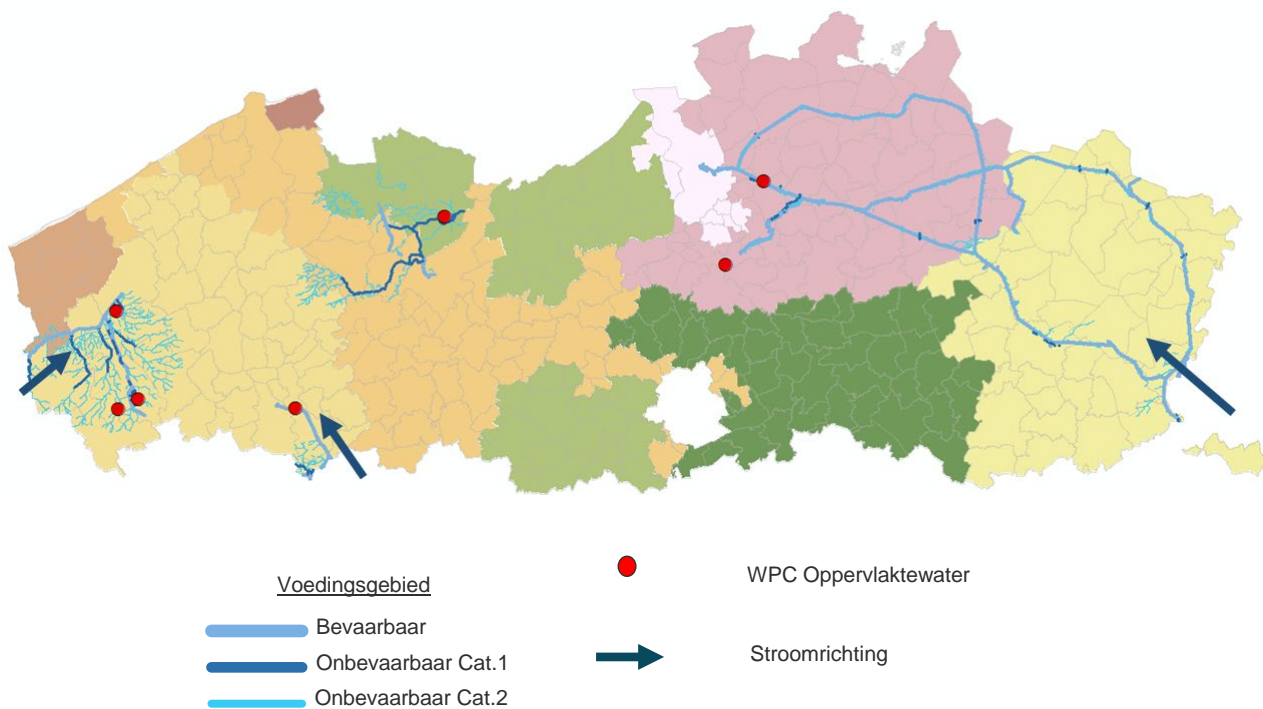 Voedingsgebied
WPC Oppervlaktewater
Bevaarbaar
Onbevaarbaar Cat.1
Stroomrichting
Onbevaarbaar Cat.2